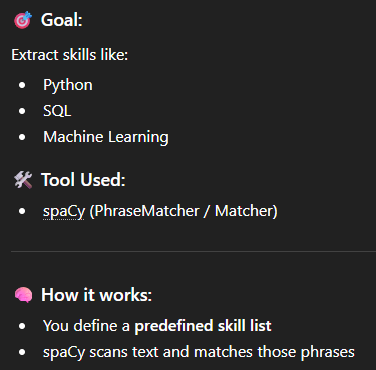 🎯 Goal:
Extract skills like:
• Python
• SQL
• Machine Learning
🛠️ Tool Used:
• spaCy (PhraseMatcher / Matcher)
🧠 How it works:
• You define a predefined skill list
• spaCy scans text and matches those phrases